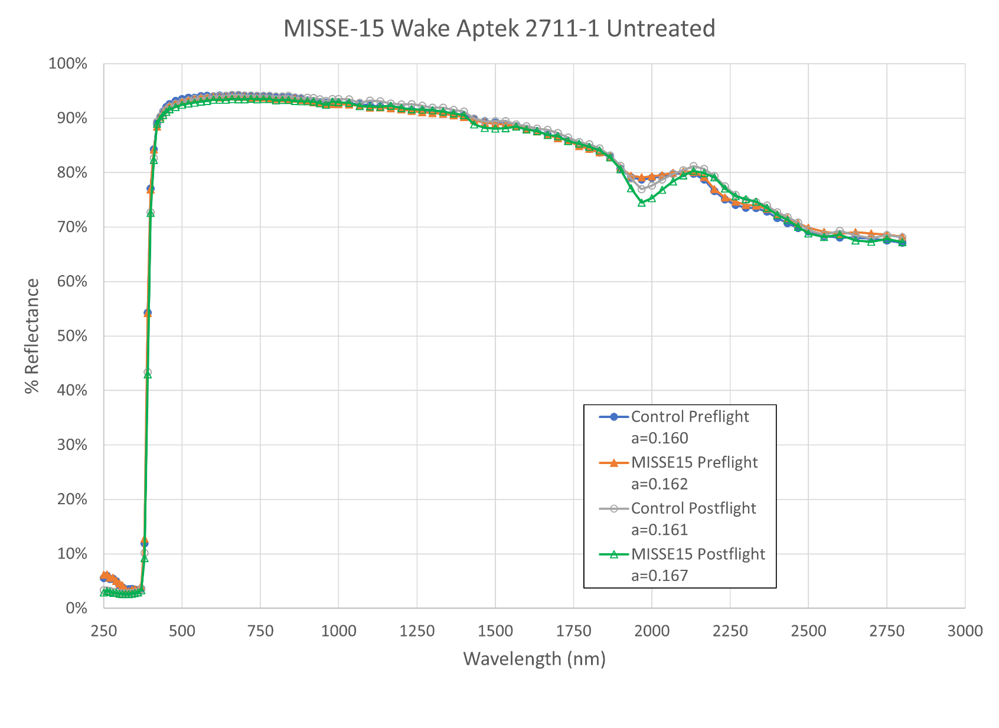 MISSE-15 Wake Aptek 2711-1 Untreated
100%
90%
80%
70%
60%
50%
40%
30%
20%
10%
0%
% Reflectance
Control Preflight
a=0.160
MISSE15 Preflight
a=0.162
Control Postflight
a=0.161
MISSE15 Postflight
a=0.167
250 500 750 1000 1250 1500 1750 2000 2250 2500 2750 3000
Wavelength (nm)